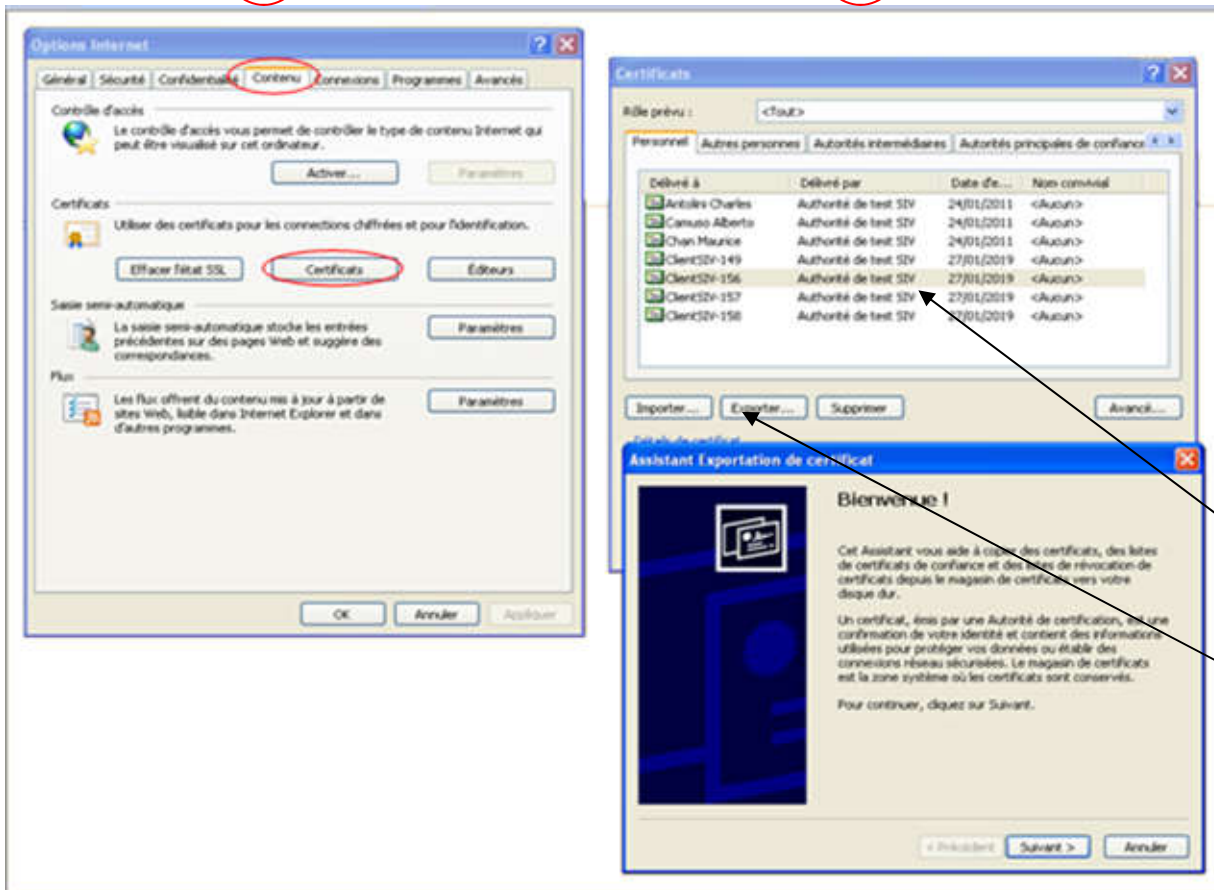 Options Internet
Général Sécurité Confidentialité Contenu Connexions Programmes Avancés
Contrôle d'accès
Le contrôle d'accès vous permet de contrôler le type de contenu Internet qui
peut être visualisé sur cet ordinateur.
Activer... Paramètres
Certificats
Utiliser des certificats pour les connections chiffrées et pour l'identification.
Effacer l'état SSL Certificats Éditeurs
Saisie semi-automatique
La saisie semi-automatique stocke les entrées
précédentes sur des pages Web et suggère des
correspondances.
Paramètres
Flux
Les flux offrent du contenu mis à jour à partir de
sites Web, lisible dans Internet Explorer et dans
d'autres programmes.
Paramètres
OK Annuler Appliquer
Certificats
Rôle prévu : <Tout>
Personnel Autres personnes Autorités intermédiaires Autorités principales de confiance
Délivré à Délivré par Date d'e... Nom convivial
Antolini Charles Authorité de test SIV 24/01/2011 <Aucun>
Camuso Alberto Authorité de test SIV 24/01/2011 <Aucun>
Chan Maurice Authorité de test SIV 24/01/2011 <Aucun>
ClientSIV-149 Authorité de test SIV 27/01/2019 <Aucun>
ClientSIV-156 Authorité de test SIV 27/01/2019 <Aucun>
ClientSIV-157 Authorité de test SIV 27/01/2019 <Aucun>
ClientSIV-158 Authorité de test SIV 27/01/2019 <Aucun>
Importer... Exporter... Supprimer Avancé...
Détails de certificat
Assistant Exportation de certificat
Bienvenue !
Cet Assistant vous aide à copier des certificats, des listes
de certificats de confiance et des listes de révocation de
certificats depuis le magasin de certificats vers votre
disque dur.
Un certificat, émis par une Autorité de certification, est une
confirmation de votre identité et contient des informations
utilisées pour protéger vos données ou établir des
connexions réseau sécurisées. Le magasin de certificats
est la zone système où les certificats sont conservés.
Pour continuer, cliquez sur Suivant.
< Précédent Suivant > Annuler